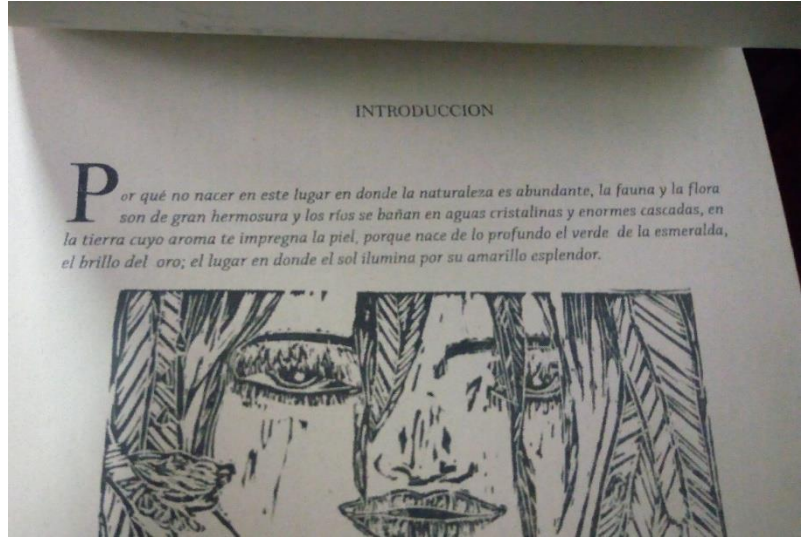 INTRODUCCION
Por qué no nacer en este lugar en donde la naturaleza es abundante, la fauna y la flora
son de gran hermosura y los ríos se bañan en aguas cristalinas y enormes cascadas, en
la tierra cuyo aroma te impregna la piel, porque nace de lo profundo el verde de la esmeralda,
el brillo del oro; el lugar en donde el sol ilumina por su amarillo esplendor.